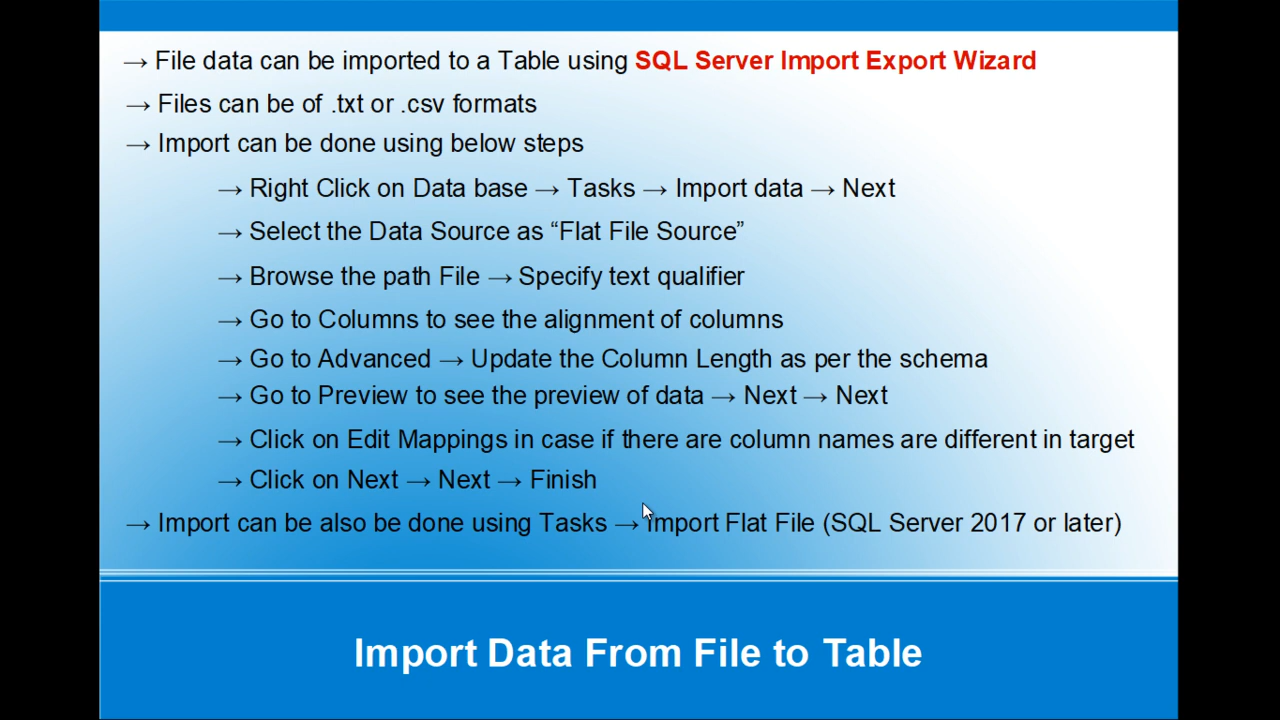 → File data can be imported to a Table using SQL Server Import Export Wizard
→ Files can be of .txt or .csv formats
→ Import can be done using below steps
→ Right Click on Data base → Tasks → Import data → Next
→ Select the Data Source as “Flat File Source”
→ Browse the path File → Specify text qualifier
→ Go to Columns to see the alignment of columns
→ Go to Advanced → Update the Column Length as per the schema
→ Go to Preview to see the preview of data → Next → Next
→ Click on Edit Mappings in case if there are column names are different in target
→ Click on Next → Next → Finish
→ Import can be also be done using Tasks → Import Flat File (SQL Server 2017 or later)
Import Data From File to Table